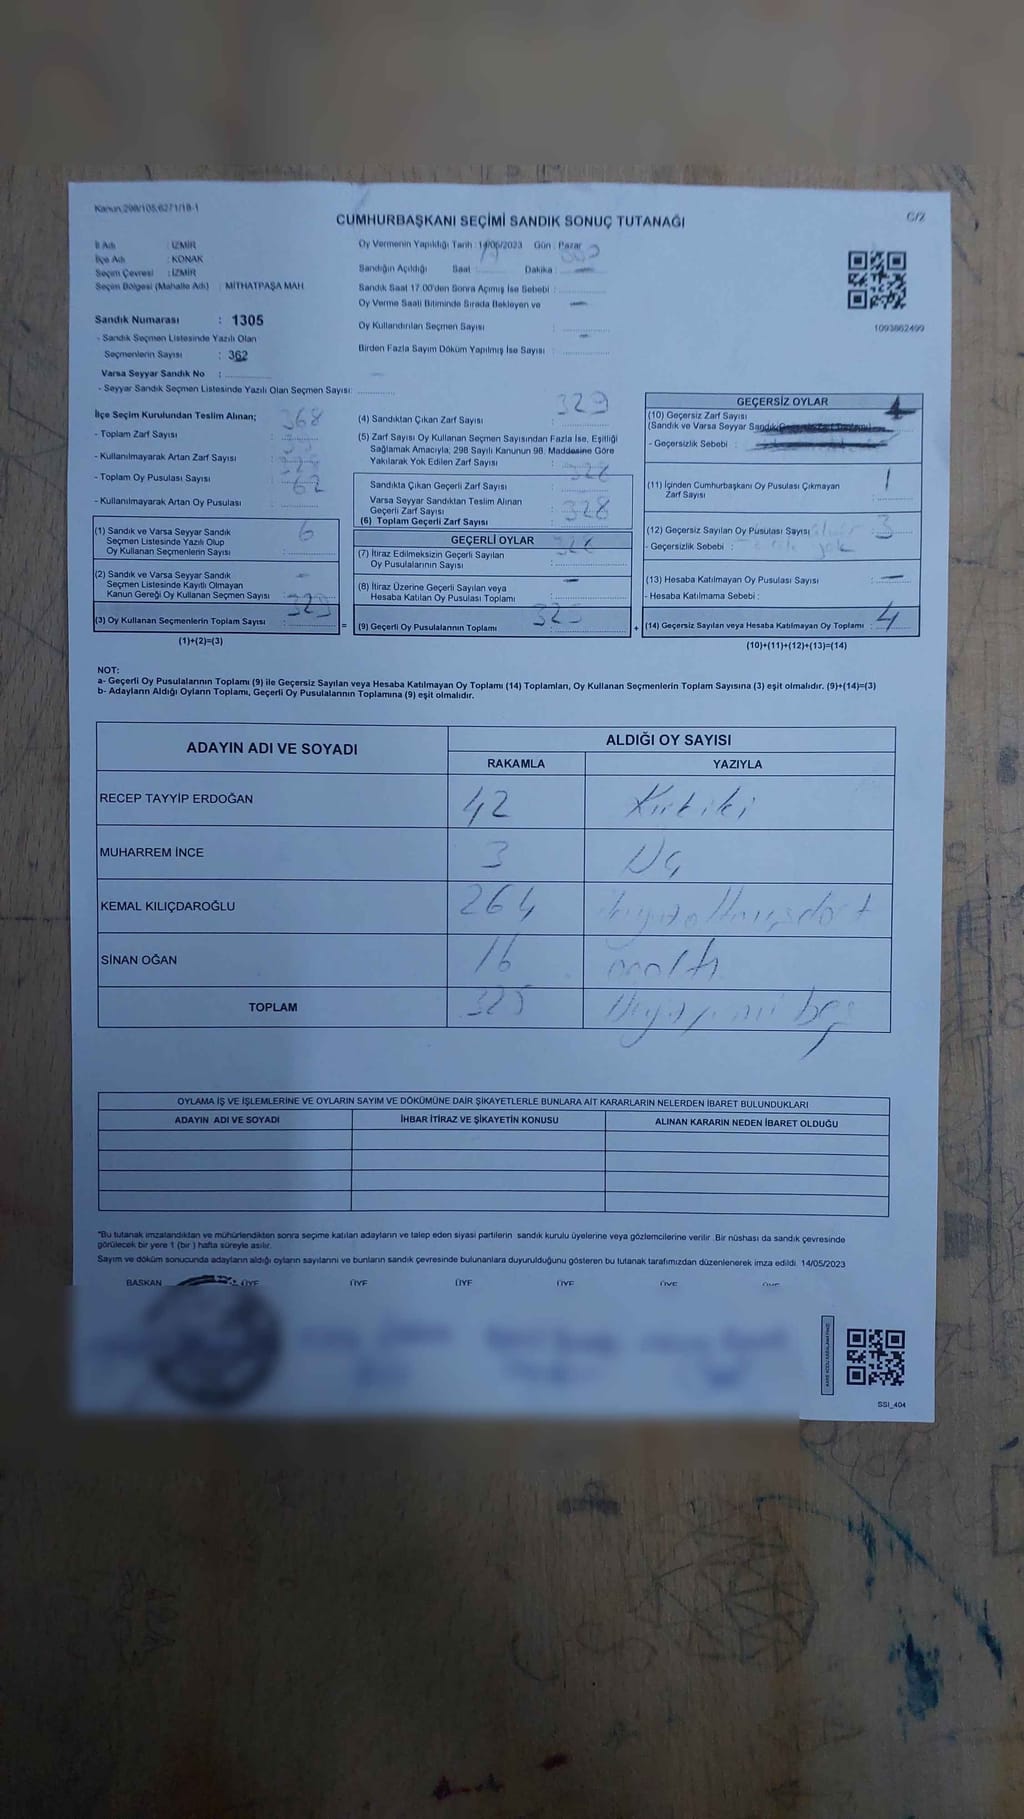 Kanun:298/105,6271/18-1
C/2
CUMHURBAŞKANI SEÇİMİ SANDIK SONUÇ TUTANAĞI
İl Adı : İZMİR
İlçe Adı : KONAK
Seçim Çevresi : İZMİR
Seçim Bölgesi (Mahalle Adı) : MİTHATPAŞA MAH
Sandık Numarası : 1305
- Sandık Seçmen Listesinde Yazılı Olan
Seçmenlerin Sayısı : 362
Varsa Seyyar Sandık No :
- Seyyar Sandık Seçmen Listesinde Yazılı Olan Seçmen Sayısı:
Oy Vermenin Yapıldığı Tarih : 14/05/2023 Gün : Pazar
Sandığın Açıldığı Saat Dakika :
Sandık Saat 17.00'den Sonra Açımış İse Sebebi :
Oy Verme Saati Bitiminde Sırada Bekleyen ve
Oy Kullandırılan Seçmen Sayısı :
Birden Fazla Sayım Döküm Yapılmış İse Sayısı :
1093862499
İlçe Seçim Kurulundan Teslim Alınan;
368
- Toplam Zarf Sayısı :
- Kullanılmayarak Artan Zarf Sayısı :
- Toplam Oy Pusulası Sayısı :
62
- Kullanılmayarak Artan Oy Pusulası :
(1) Sandık ve Varsa Seyyar Sandık
Seçmen Listesinde Yazılı Olup
Oy Kullanan Seçmenlerin Sayısı :
6
(2) Sandık ve Varsa Seyyar Sandık
Seçmen Listesinde Kayıtlı Olmayan
Kanun Gereği Oy Kullanan Seçmen Sayısı :
(3) Oy Kullanan Seçmenlerin Toplam Sayısı : 329
(1)+(2)=(3)
(4) Sandıktan Çıkan Zarf Sayısı : 329
(5) Zarf Sayısı Oy Kullanan Seçmen Sayısından Fazla İse, Eşitliği
Sağlamak Amacıyla, 298 Sayılı Kanunun 98. Maddesine Göre
Yakılarak Yok Edilen Zarf Sayısı :
Sandıkta Çıkan Geçerli Zarf Sayısı : 328
Varsa Seyyar Sandıktan Teslim Alınan
Geçerli Zarf Sayısı :
(6) Toplam Geçerli Zarf Sayısı : 328
GEÇERLİ OYLAR
(7) İtiraz Edilmeksizin Geçerli Sayılan
Oy Pusulalarının Sayısı :
(8) İtiraz Üzerine Geçerli Sayılan veya
Hesaba Katılan Oy Pusulası Toplamı :
= (9) Geçerli Oy Pusulalarının Toplamı : 325
GEÇERSİZ OYLAR
(10) Geçersiz Zarf Sayısı
(Sandık ve Varsa Seyyar Sandık
- Geçersizlik Sebebi :
(11) İçinden Cumhurbaşkanı Oy Pusulası Çıkmayan
Zarf Sayısı : 1
(12) Geçersiz Sayılan Oy Pusulası Sayısı : 3
- Geçersizlik Sebebi : yok
(13) Hesaba Katılmayan Oy Pusulası Sayısı : —
- Hesaba Katılmama Sebebi :
+ (14) Geçersiz Sayılan veya Hesaba Katılmayan Oy Toplamı : 4
(10)+(11)+(12)+(13)=(14)
NOT:
a- Geçerli Oy Pusulalarının Toplamı (9) ile Geçersiz Sayılan veya Hesaba Katılmayan Oy Toplamı (14) Toplamları, Oy Kullanan Seçmenlerin Toplam Sayısına (3) eşit olmalıdır. (9)+(14)=(3)
b- Adayların Aldığı Oyların Toplamı, Geçerli Oy Pusulalarının Toplamına (9) eşit olmalıdır.
ADAYIN ADI VE SOYADI
ALDIĞI OY SAYISI
RAKAMLA YAZIYLA
RECEP TAYYİP ERDOĞAN 42 Kırkiki
MUHARREM İNCE 3 Üç
KEMAL KILIÇDAROĞLU 264
SİNAN OĞAN 16 onaltı
TOPLAM 325 beş
OYLAMA İŞ VE İŞLEMLERİNE VE OYLARIN SAYIM VE DÖKÜMÜNE DAİR ŞİKAYETLERLE BUNLARA AİT KARARLARIN NELERDEN İBARET BULUNDUKLARI
ADAYIN ADI VE SOYADI İHBAR İTİRAZ VE ŞİKAYETİN KONUSU ALINAN KARARIN NEDEN İBARET OLDUĞU
*Bu tutanak imzalandıktan ve mühürlendikten sonra seçime katılan adayların ve talep eden siyasi partilerin sandık kurulu üyelerine veya gözlemcilerine verilir .Bir nüshası da sandık çevresinde
görülecek bir yere 1 (bir ) hafta süreyle asılır.
Sayım ve döküm sonucunda adayların aldığı oyların sayılarını ve bunların sandık çevresinde bulunanlara duyurulduğunu gösteren bu tutanak tarafımızdan düzenlenerek imza edildi. 14/05/2023
BAŞKAN ÜYE ÜYE ÜYE ÜYE ÜYE ÜYE
SSI_404